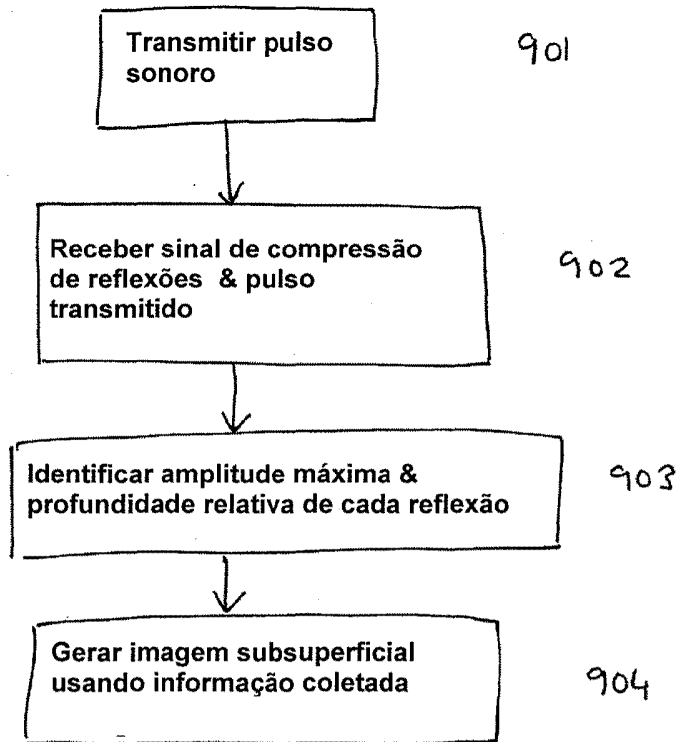 Transmitir pulso
sonoro
901
Receber sinal de compressão
de reflexões & pulso
transmitido
902
Identificar amplitude máxima &
profundidade relativa de cada reflexão
903
Gerar imagem subsuperficial
usando informação coletada
904